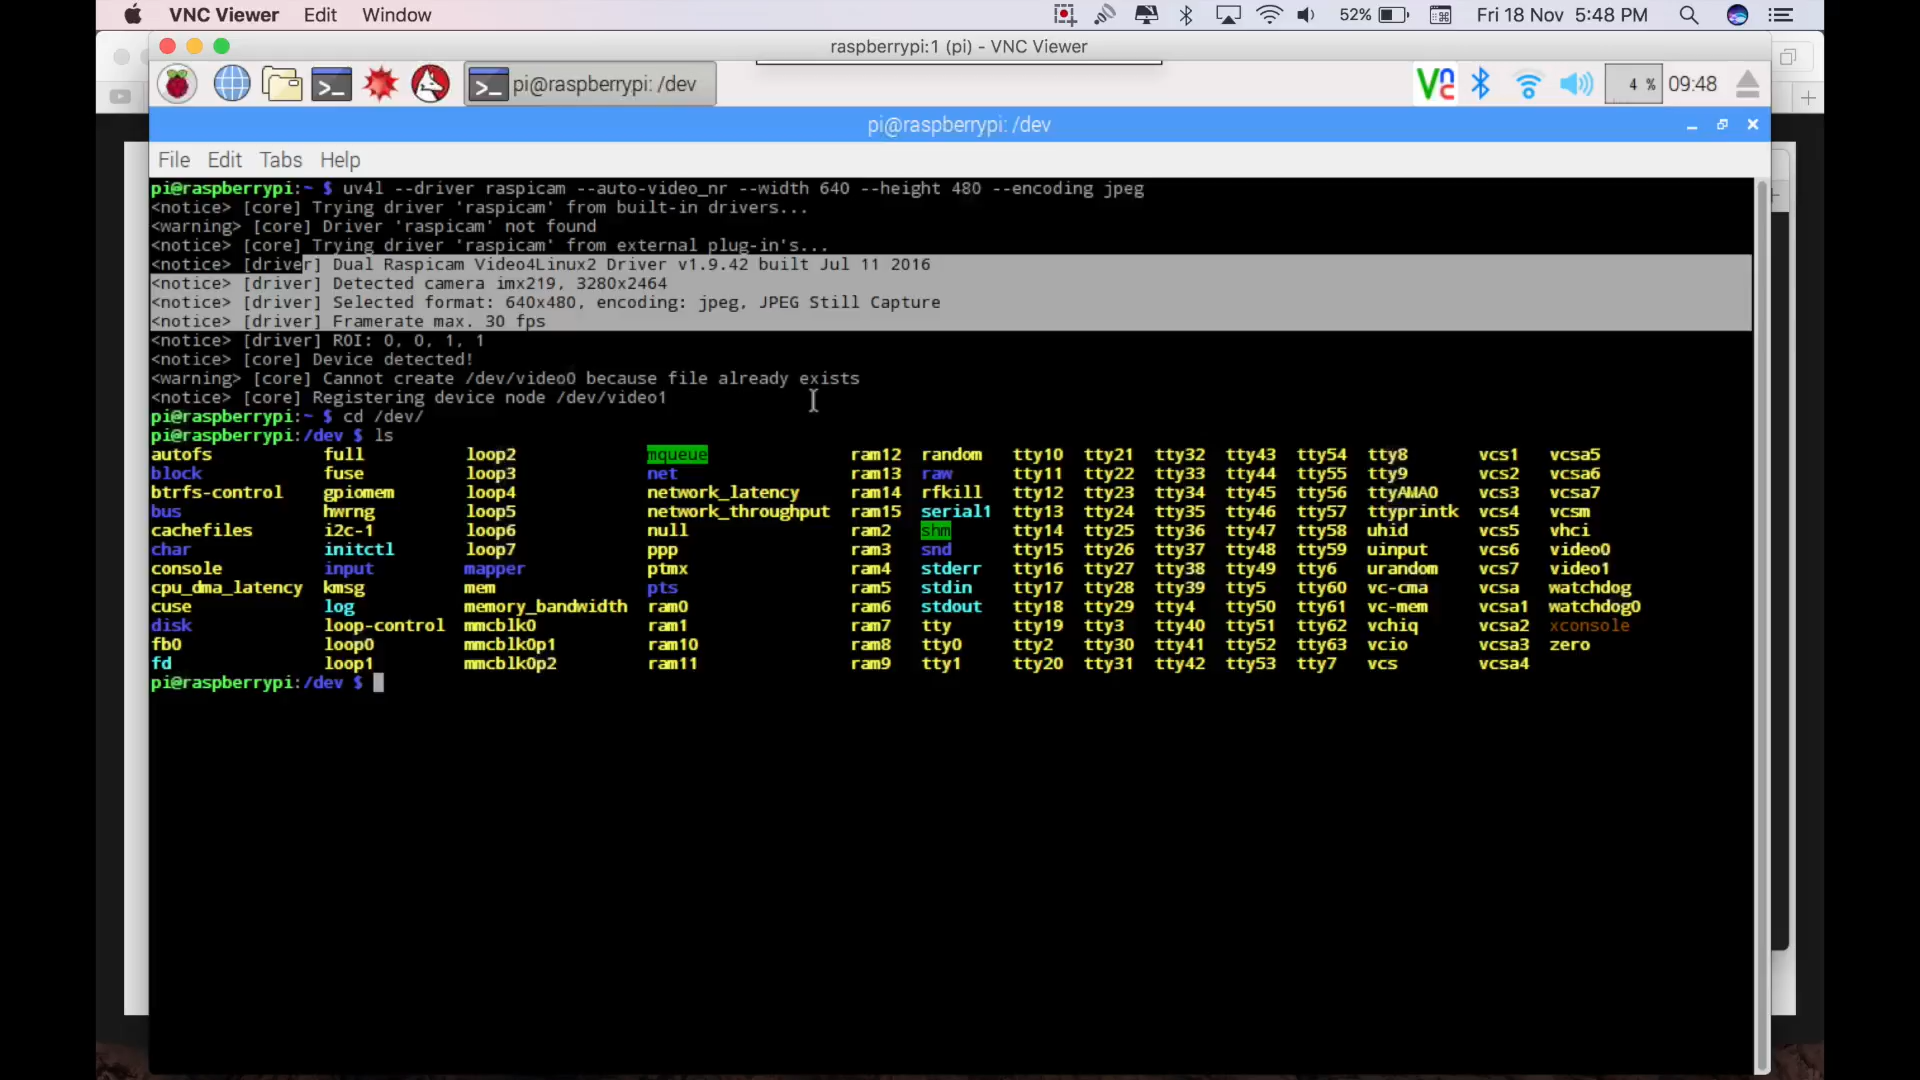 VNC Viewer Edit Window 52% Fri 18 Nov 5:48 PM
raspberrypi:1 (pi) - VNC Viewer
pi@raspberrypi: /dev VNC 4 % 09:48
pi@raspberrypi: /dev
File Edit Tabs Help
pi@raspberrypi:~ $ uv4l --driver raspicam --auto-video_nr --width 640 --height 480 --encoding jpeg
<notice> [core] Trying driver 'raspicam' from built-in drivers...
<warning> [core] Driver 'raspicam' not found
<notice> [core] Trying driver 'raspicam' from external plug-in's...
<notice> [driver] Dual Raspicam Video4Linux2 Driver v1.9.42 built Jul 11 2016
<notice> [driver] Detected camera imx219, 3280x2464
<notice> [driver] Selected format: 640x480, encoding: jpeg, JPEG Still Capture
<notice> [driver] Framerate max. 30 fps
<notice> [driver] ROI: 0, 0, 1, 1
<notice> [core] Device detected!
<warning> [core] Cannot create /dev/video0 because file already exists
<notice> [core] Registering device node /dev/video1
pi@raspberrypi:~ $ cd /dev/
pi@raspberrypi:/dev $ ls
autofs full loop2 mqueue ram12 random tty10 tty21 tty32 tty43 tty54 tty8 vcs1 vcsa5
block fuse loop3 net ram13 raw tty11 tty22 tty33 tty44 tty55 tty9 vcs2 vcsa6
btrfs-control gpiomem loop4 network_latency ram14 rfkill tty12 tty23 tty34 tty45 tty56 ttyAMA0 vcs3 vcsa7
bus hwrng loop5 network_throughput ram15 serial1 tty13 tty24 tty35 tty46 tty57 ttyprintk vcs4 vcsm
cachefiles i2c-1 loop6 null ram2 shm tty14 tty25 tty36 tty47 tty58 uhid vcs5 vhci
char initctl loop7 ppp ram3 snd tty15 tty26 tty37 tty48 tty59 uinput vcs6 video0
console input mapper ptmx ram4 stderr tty16 tty27 tty38 tty49 tty6 urandom vcs7 video1
cpu_dma_latency kmsg mem pts ram5 stdin tty17 tty28 tty39 tty5 tty60 vc-cma vcsa watchdog
cuse log memory_bandwidth ram0 ram6 stdout tty18 tty29 tty4 tty50 tty61 vc-mem vcsa1 watchdog0
disk loop-control mmcblk0 ram1 ram7 tty tty19 tty3 tty40 tty51 tty62 vchiq vcsa2 xconsole
fb0 loop0 mmcblk0p1 ram10 ram8 tty0 tty2 tty30 tty41 tty52 tty63 vcio vcsa3 zero
fd loop1 mmcblk0p2 ram11 ram9 tty1 tty20 tty31 tty42 tty53 tty7 vcs vcsa4
pi@raspberrypi:/dev $